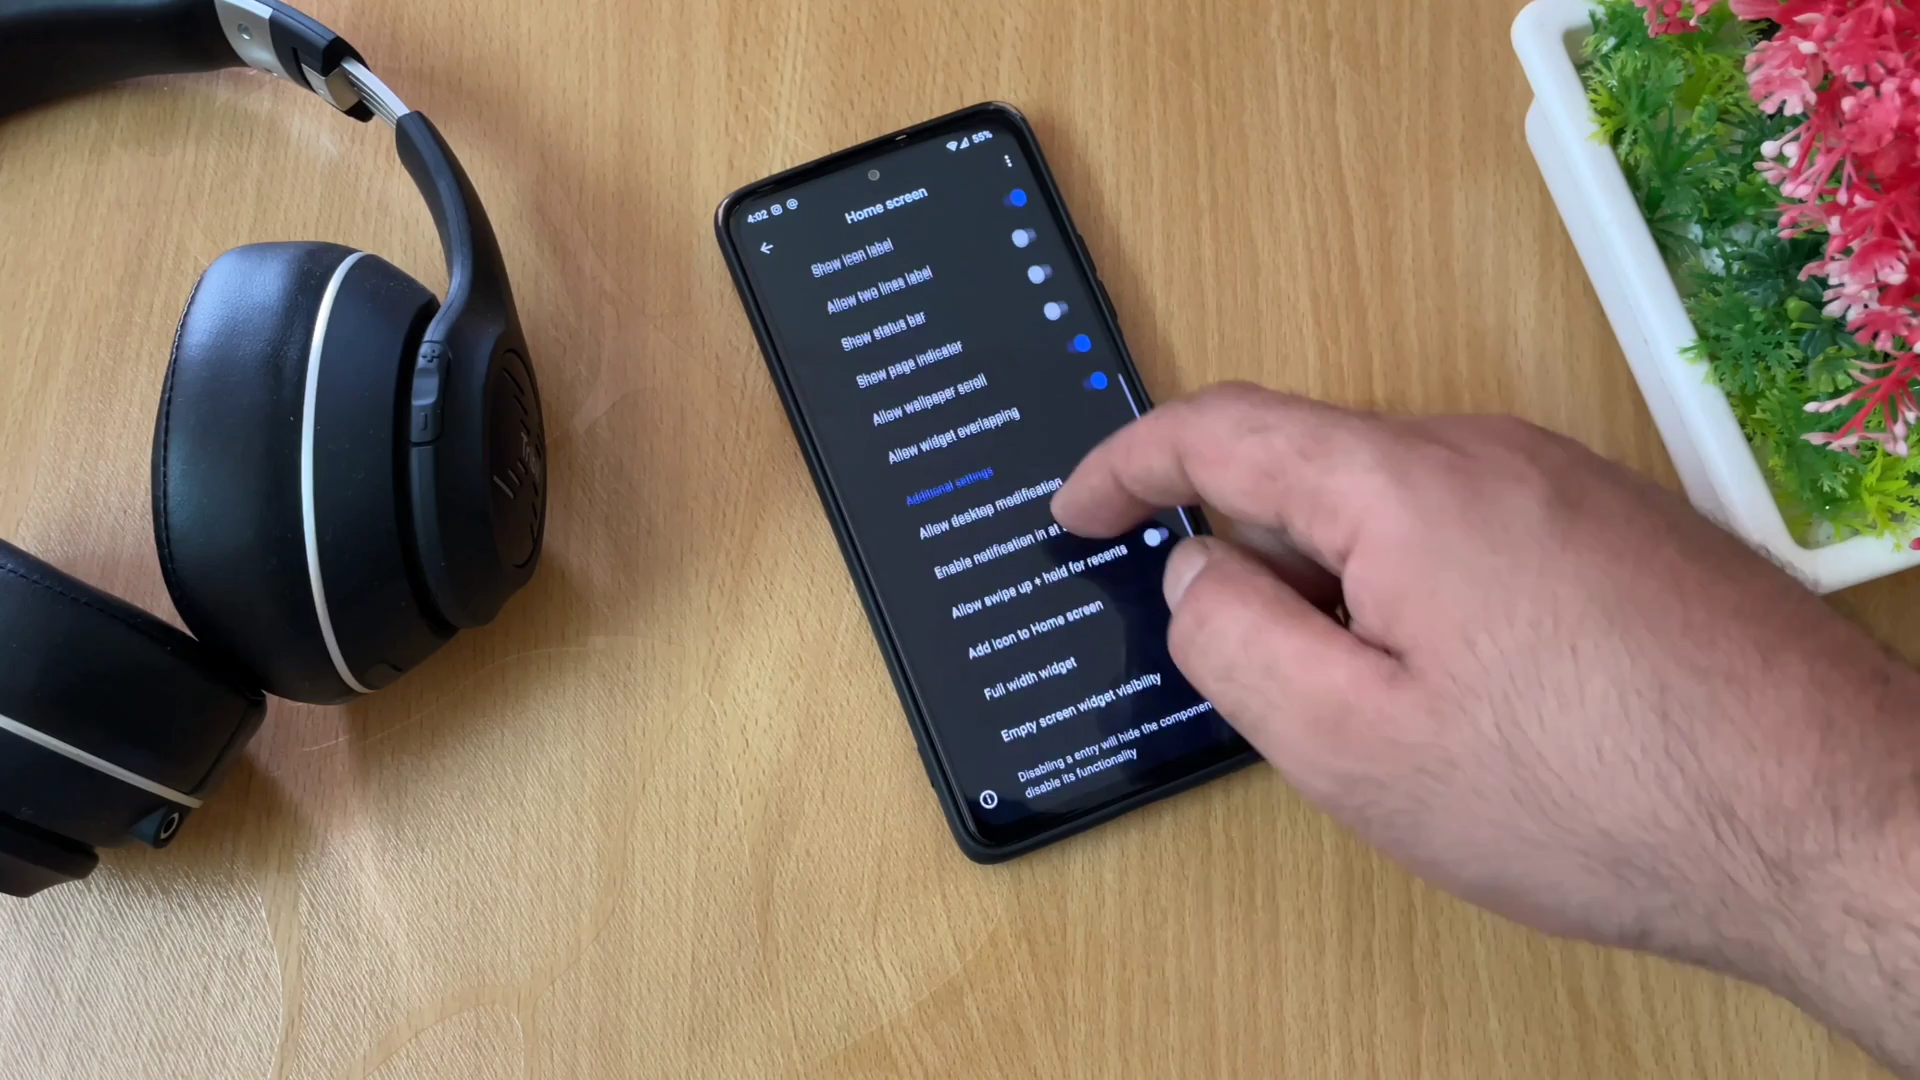 4:02
55%
Home screen
Show icon label
Allow two lines label
Show status bar
Show page indicator
Allow wallpaper scroll
Allow widget overlapping
Additional settings
Allow desktop modification
Enable notification in at
Allow swipe up + hold for recents
Add icon to Home screen
Full width widget
Empty screen widget visibility
Disabling a entry will hide the
disable its functionality